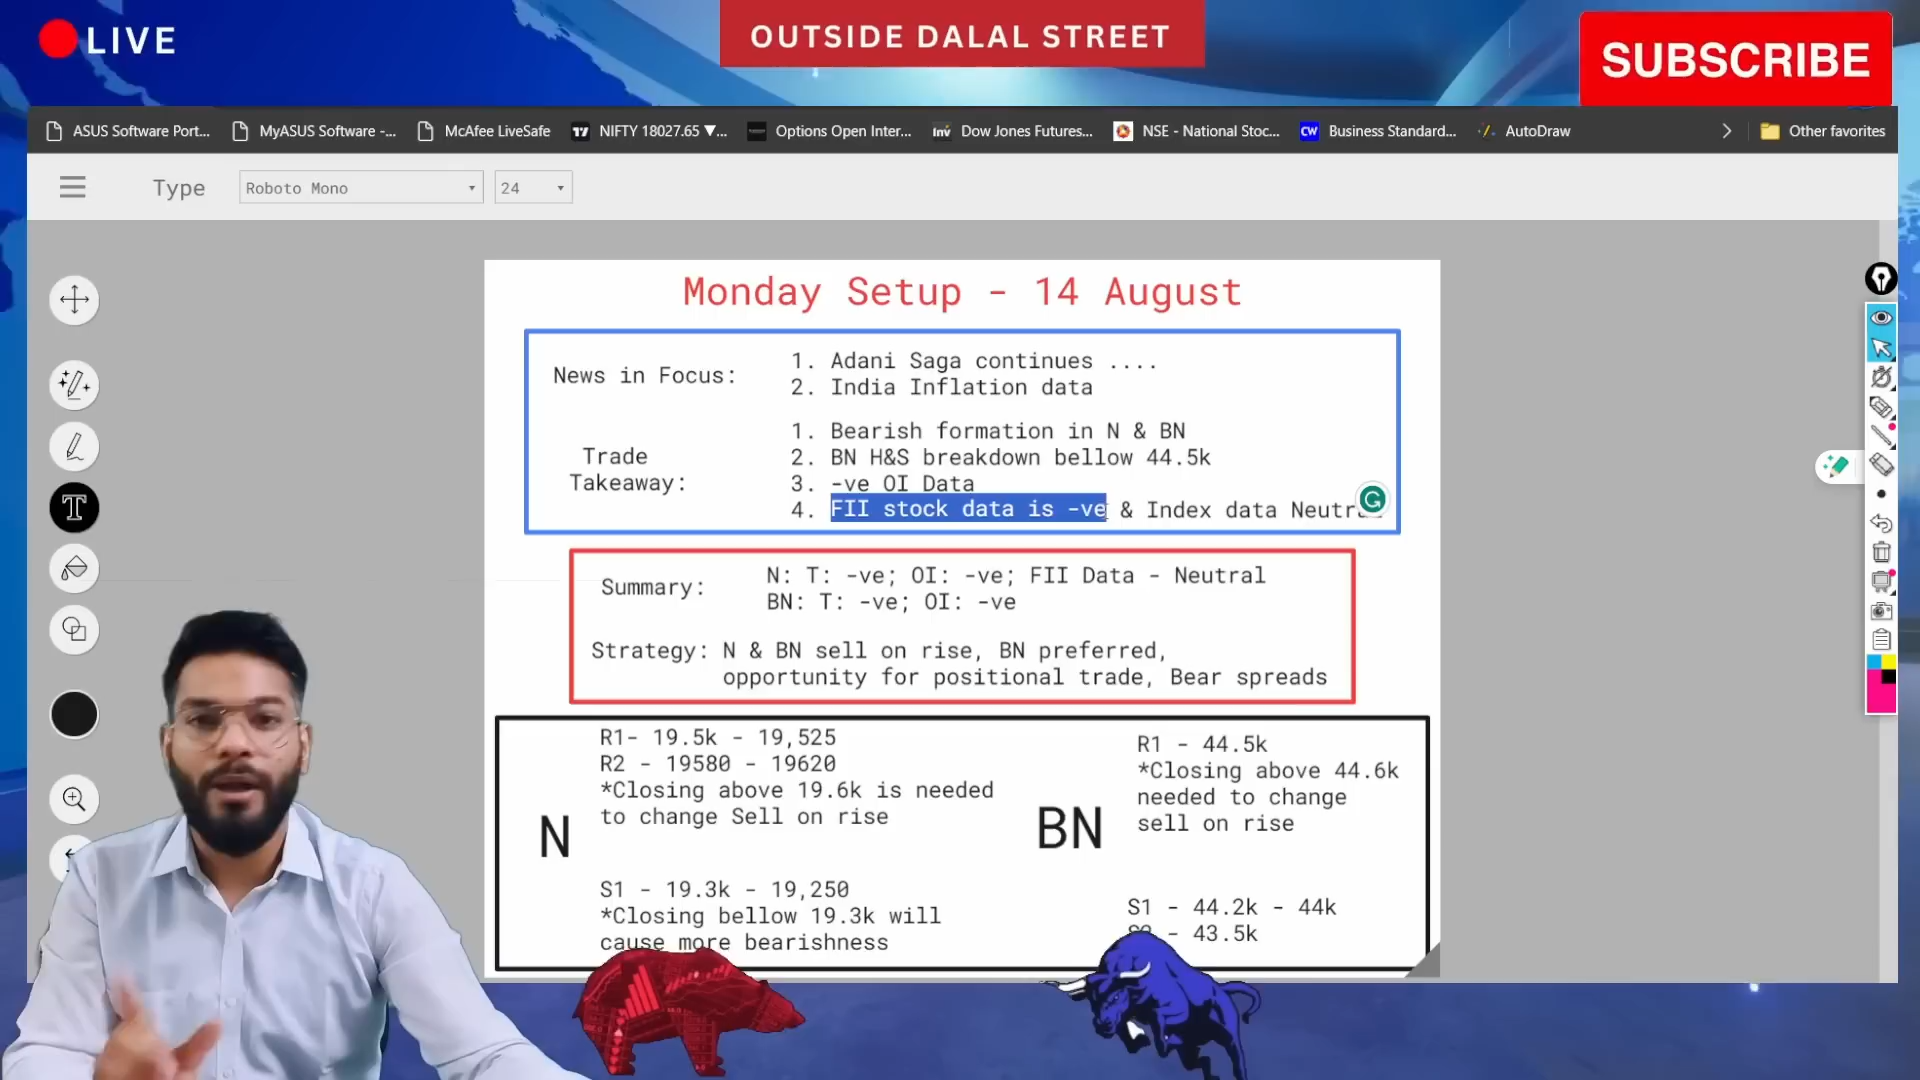 LIVE
OUTSIDE DALAL STREET
SUBSCRIBE
ASUS Software Port...
MyASUS Software -...
McAfee LiveSafe
NIFTY 18027.65 ▼...
Options Open Inter...
inv
Dow Jones Futures...
NSE - National Stoc...
CW
Business Standard...
AutoDraw
Other favorites
Type
Roboto Mono
24
T
Monday Setup - 14 August
News in Focus:
1. Adani Saga continues ....
2. India Inflation data
Trade
Takeaway:
1. Bearish formation in N & BN
2. BN H&S breakdown bellow 44.5k
3. -ve OI Data
4. FII stock data is -ve & Index data
Summary:
N: T: -ve; OI: -ve; FII Data - Neutral
BN: T: -ve; OI: -ve
Strategy: N & BN sell on rise, BN preferred,
opportunity for positional trade, Bear spreads
N
R1- 19.5k - 19,525
R2 - 19580 - 19620
*Closing above 19.6k is needed
to change Sell on rise
S1 - 19.3k - 19,250
*Closing bellow 19.3k will
cause more bearishness
BN
R1 - 44.5k
*Closing above 44.6k
needed to change
sell on rise
S1 - 44.2k - 44k
- 43.5k